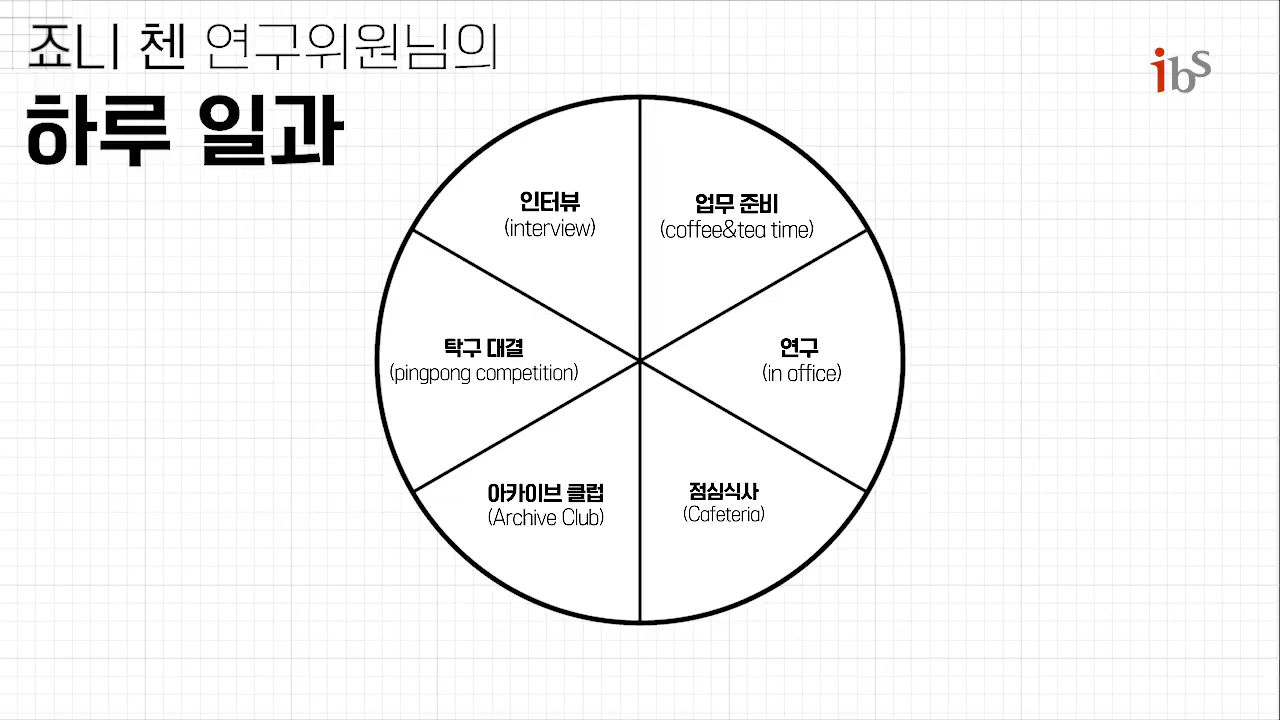 죠니 첸 연구위원님의
하루 일과
ibs
인터뷰
(interview)
업무 준비
(coffee&tea time)
탁구 대결
(pingpong competition)
연구
(in office)
아카이브 클럽
(Archive Club)
점심식사
(Cafeteria)